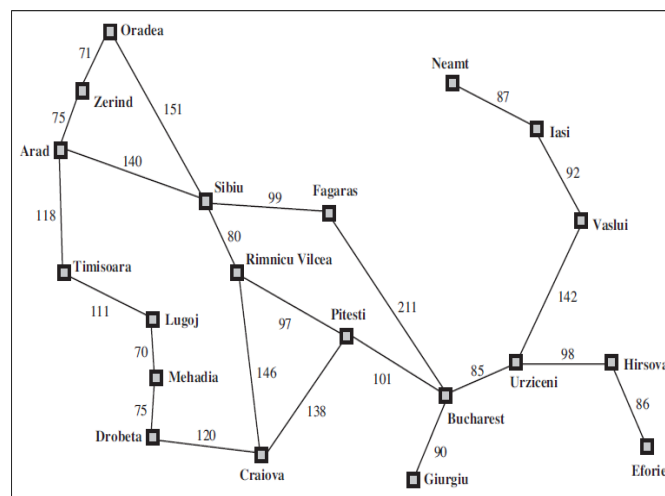 Oradea
71
Neamt
Zerind
87
151
75
Iasi
Arad
140
92
Sibiu
99
Fagaras
118
Vaslui
80
Timisoara
Rimnicu Vilcea
111
211
142
Lugoj
97
Pitesti
70
98
146
85
Hirsova
Mehadia
101
Urziceni
86
75
138
Bucharest
120
Drobeta
90
Craiova
Giurgiu
Eforie